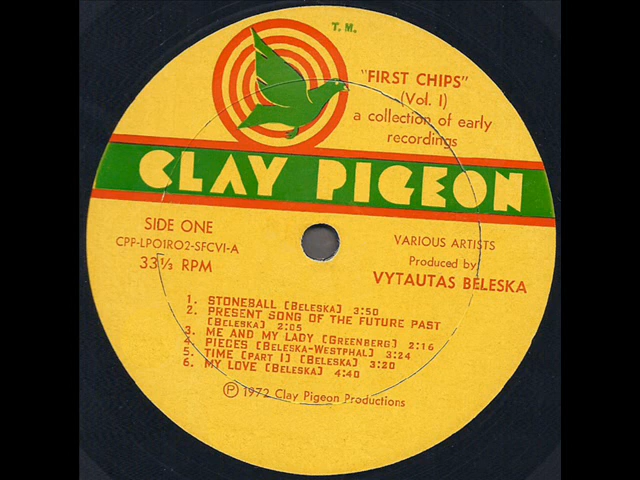 T.M.
"FIRST CHIPS"
(Vol. I)
a collection of early
recordings
CLAY PIGEON
SIDE ONE
CPP-LPO1RO2-SFCVI-A
33⅓ RPM
VARIOUS ARTISTS
Produced by
VYTAUTAS BELESKA
1. STONEBALL [BELESKA] 3:50
2. PRESENT SONG OF THE FUTURE PAST
[BELESKA] 2:05
3. ME AND MY LADY [GREENBERG] 2:16
4. PIECES [BELESKA-WESTPHAL] 3:24
5. TIME [PART I] [BELESKA] 3:20
6. MY LOVE [BELESKA] 4:40
℗ 1972 Clay Pigeon Productions